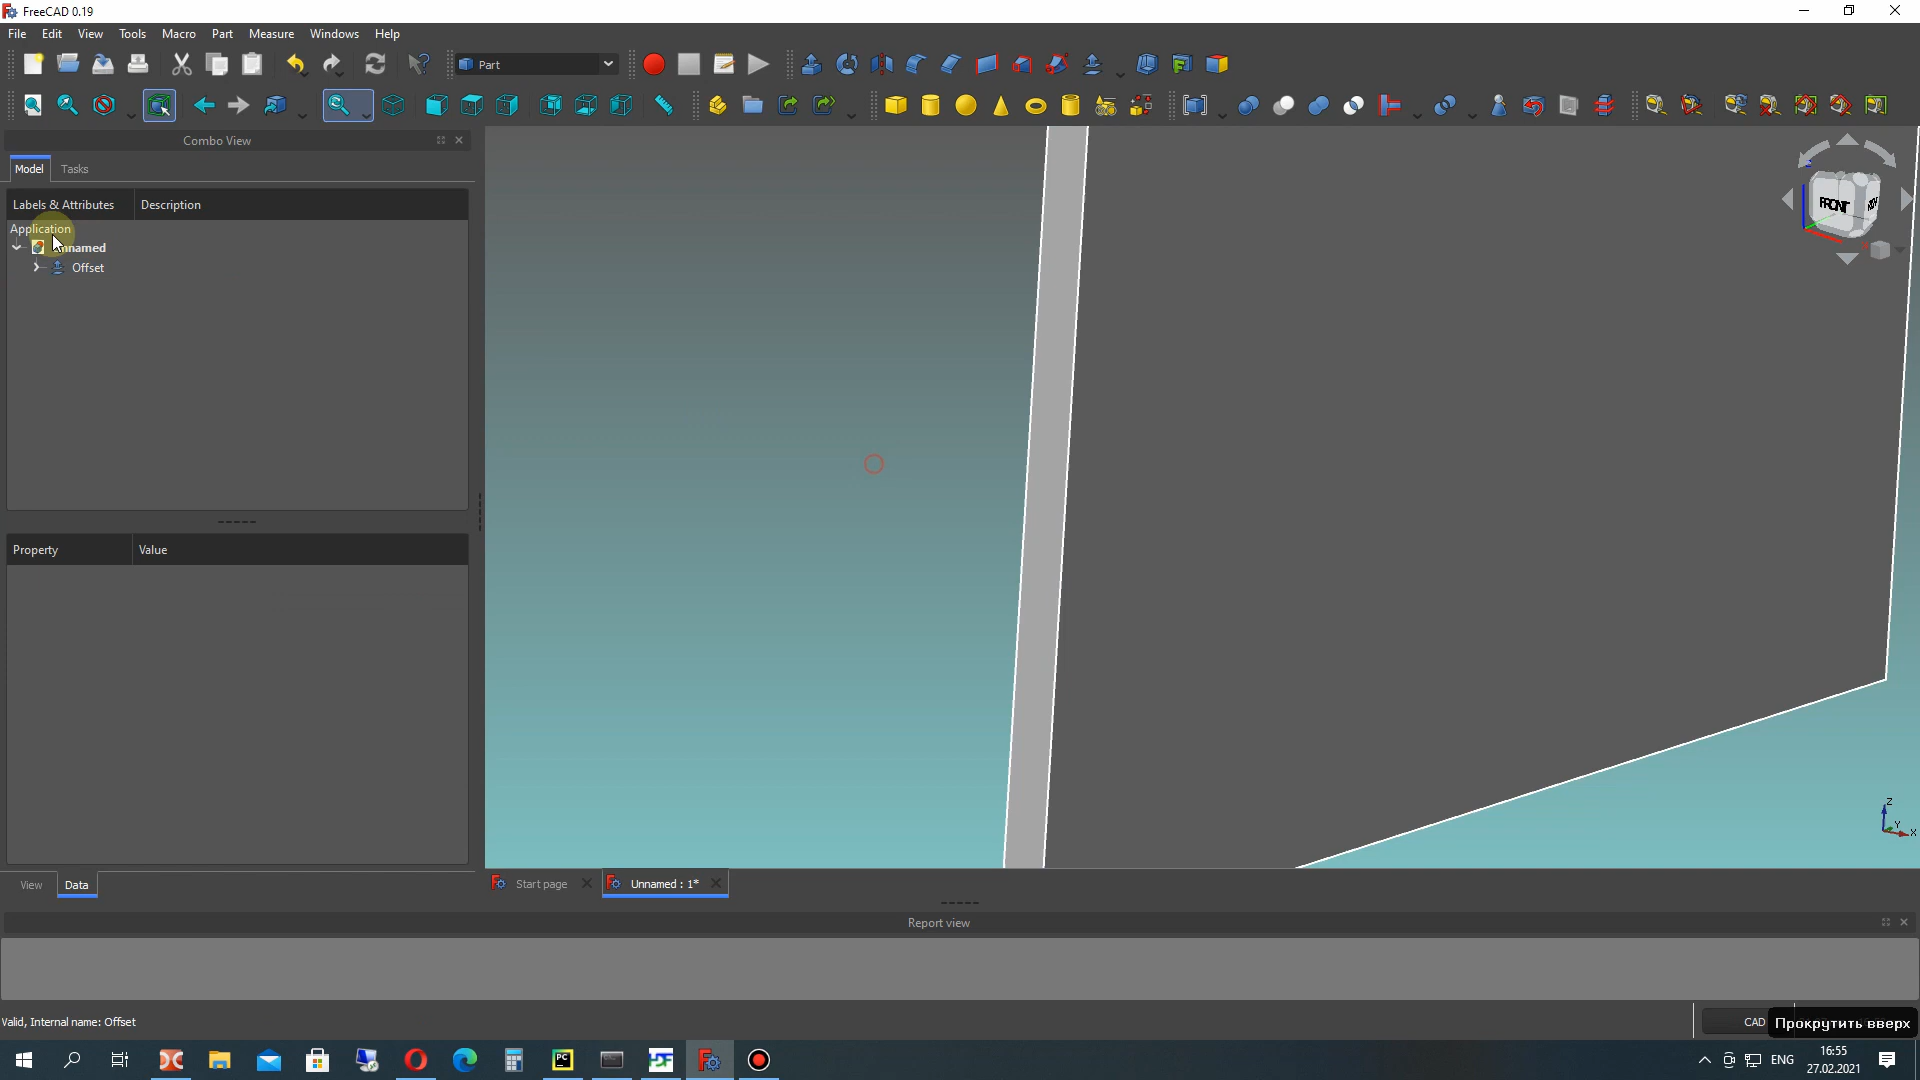 FreeCAD 0.19
File Edit View Tools Macro Part Measure Windows Help
Part
Combo View
Model Tasks
Labels & Attributes Description
Application
Unnamed
Offset
FRONT
Property Value
View Data
Start page Unnamed : 1*
Z
Y
X
Report view
Valid, Internal name: Offset
CAD
Прокрутить вверх
PC
ENG
16:55
27.02.2021